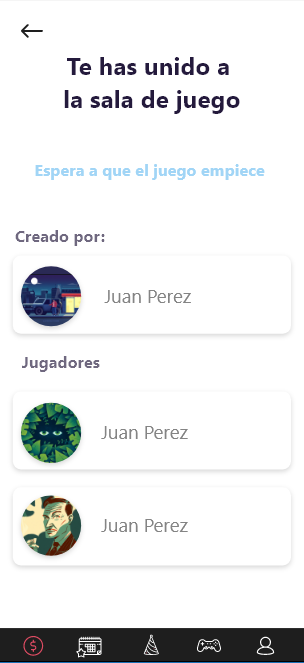 Te has unido a
la sala de juego
Espera a que el juego empiece
Creado por:
Juan Perez
Jugadores
Juan Perez
Juan Perez